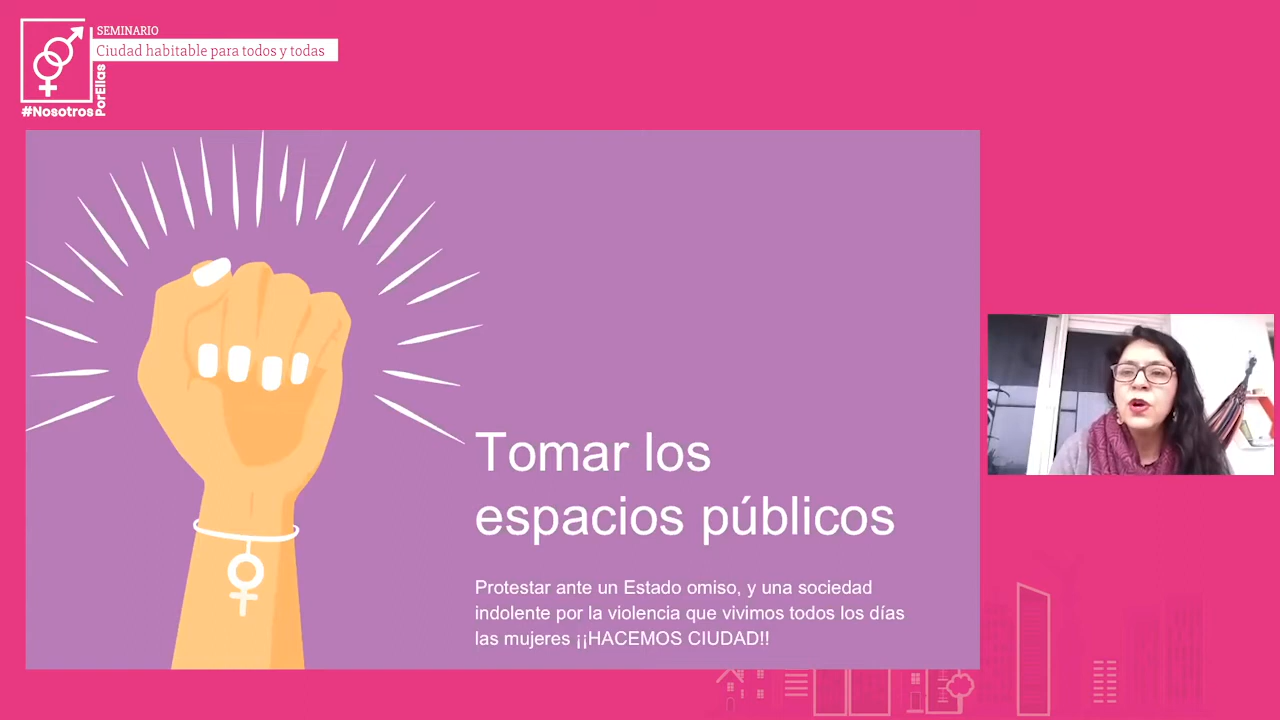 SEMINARIO
Ciudad habitable para todos y todas
#Nosotros
PorEllas
Tomar los
espacios públicos
Protestar ante un Estado omiso, y una sociedad
indolente por la violencia que vivimos todos los días
las mujeres ¡¡HACEMOS CIUDAD!!